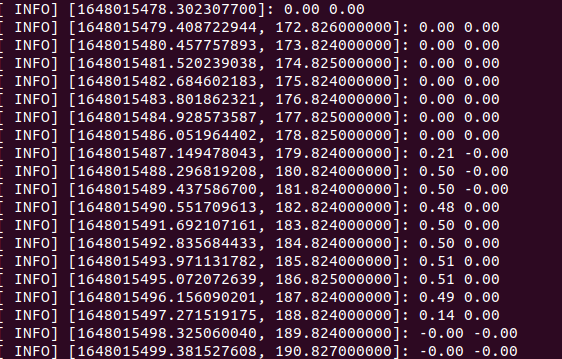 [ INFO] [1648015478.302307700]: 0.00 0.00
[ INFO] [1648015479.408722944, 172.826000000]: 0.00 0.00
[ INFO] [1648015480.457757893, 173.824000000]: 0.00 0.00
[ INFO] [1648015481.520239038, 174.825000000]: 0.00 0.00
[ INFO] [1648015482.684602183, 175.824000000]: 0.00 0.00
[ INFO] [1648015483.801862321, 176.824000000]: 0.00 0.00
[ INFO] [1648015484.928573587, 177.825000000]: 0.00 0.00
[ INFO] [1648015486.051964402, 178.825000000]: 0.00 0.00
[ INFO] [1648015487.149478043, 179.824000000]: 0.21 -0.00
[ INFO] [1648015488.296819208, 180.824000000]: 0.50 -0.00
[ INFO] [1648015489.437586700, 181.824000000]: 0.50 -0.00
[ INFO] [1648015490.551709613, 182.824000000]: 0.48 0.00
[ INFO] [1648015491.692107161, 183.824000000]: 0.50 0.00
[ INFO] [1648015492.835684433, 184.824000000]: 0.50 0.00
[ INFO] [1648015493.971131782, 185.824000000]: 0.51 0.00
[ INFO] [1648015495.072072639, 186.825000000]: 0.51 0.00
[ INFO] [1648015496.156090201, 187.824000000]: 0.49 0.00
[ INFO] [1648015497.271519175, 188.824000000]: 0.14 0.00
[ INFO] [1648015498.325060040, 189.824000000]: -0.00 -0.00
[ INFO] [1648015499.381527608, 190.827000000]: -0.00 -0.00